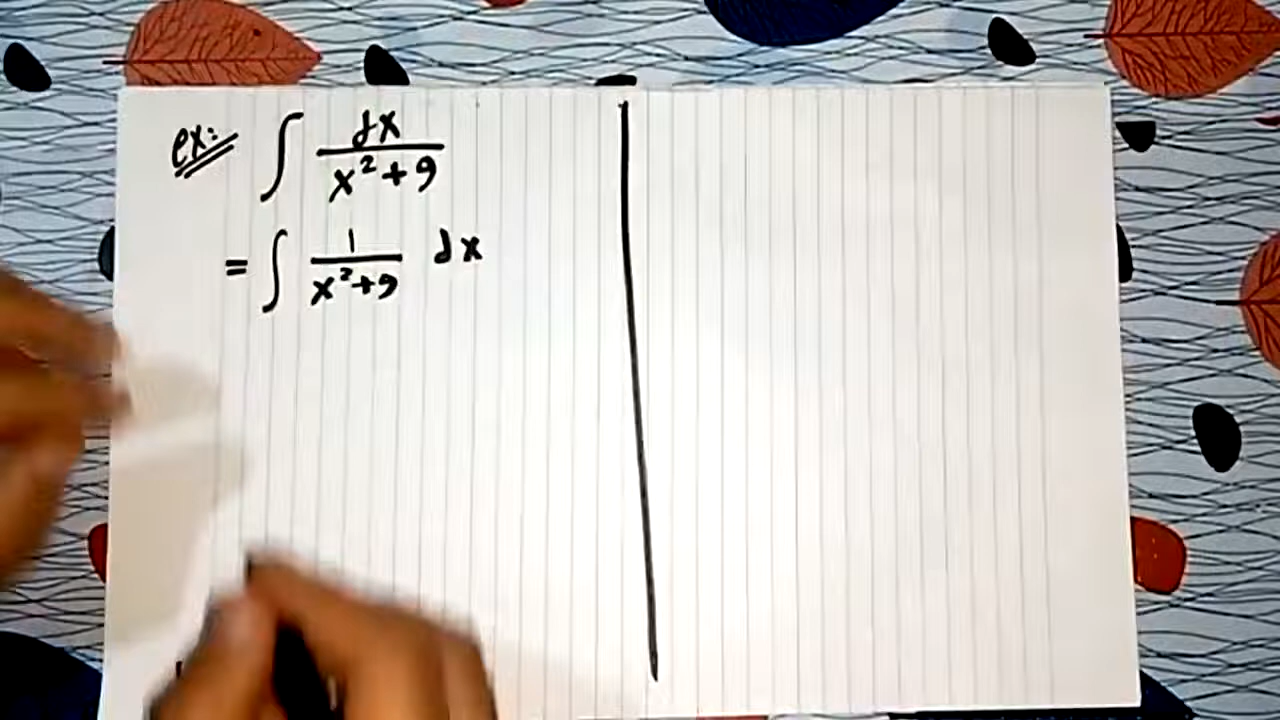 ex: ∫ dx / (x² + 9)
= ∫ 1 / (x² + 9) dx